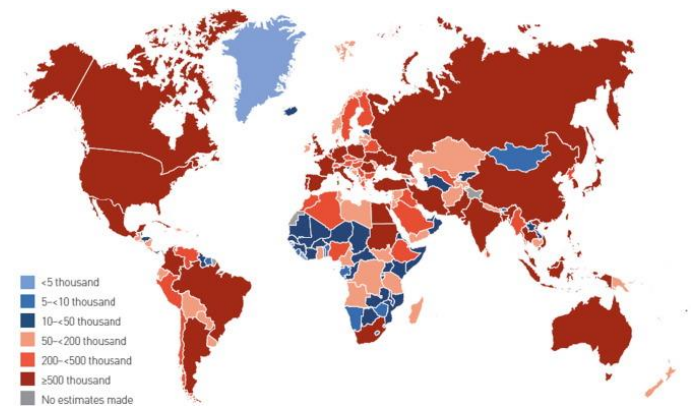 <5 thousand
5–<10 thousand
10–<50 thousand
50–<200 thousand
200–<500 thousand
≥500 thousand
No estimates made